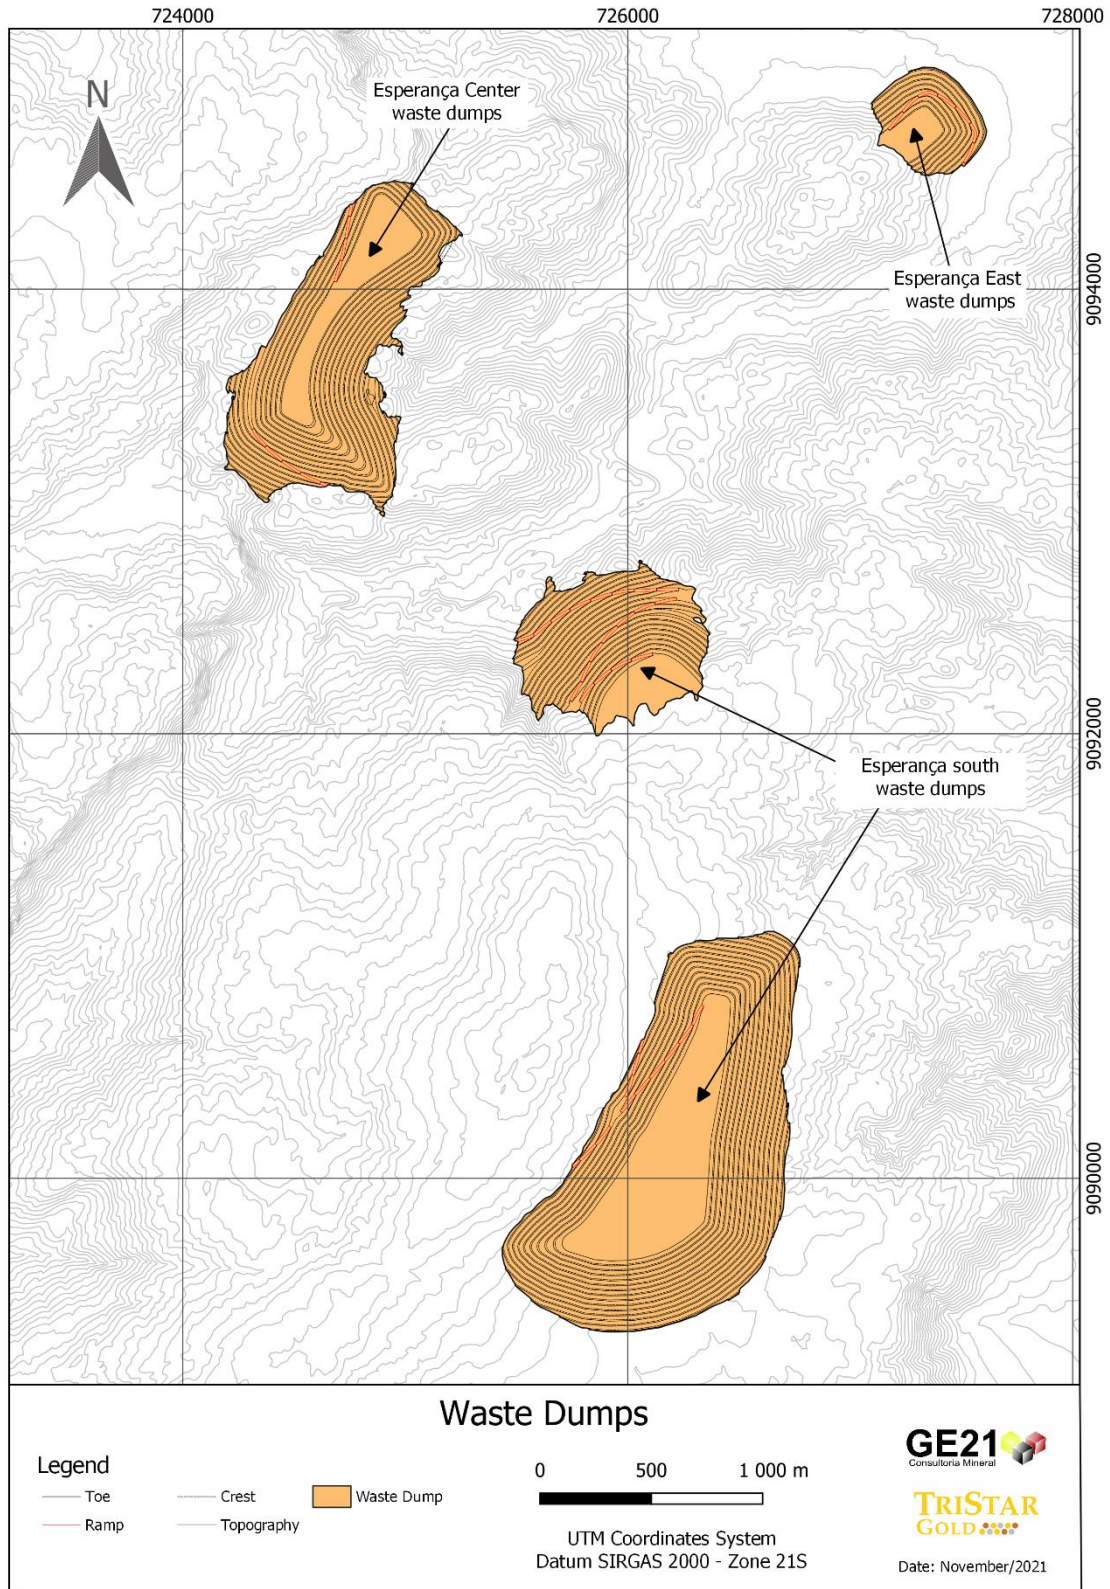 724000
726000
728000
N
Esperança Center
waste dumps
Esperança East
waste dumps
9094000
9092000
Esperança south
waste dumps
9090000
Waste Dumps
Legend
Toe
Crest
Waste Dump
Ramp
Topography
0 500 1 000 m
UTM Coordinates System
Datum SIRGAS 2000 - Zone 21S
GE21
Consultoria Mineral
TRISTAR
GOLD
Date: November/2021